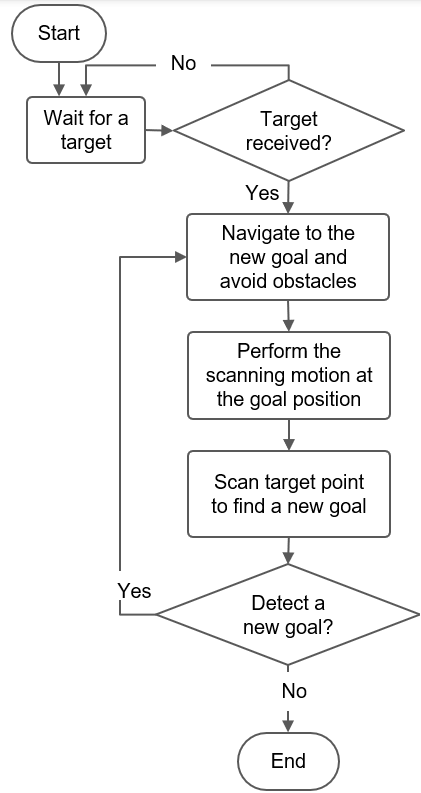 Start
No
Wait for a
target
Target
received?
Yes
Navigate to the
new goal and
avoid obstacles
Perform the
scanning motion at
the goal position
Scan target point
to find a new goal
Yes
Detect a
new goal?
No
End